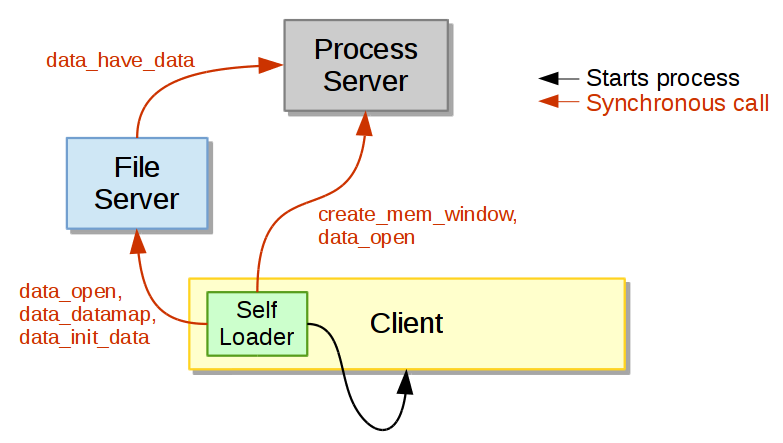 Process
Server
data_have_data
Starts process
Synchronous call
File
Server
create_mem_window,
data_open
data_open,
data_datamap,
data_init_data
Self
Loader
Client